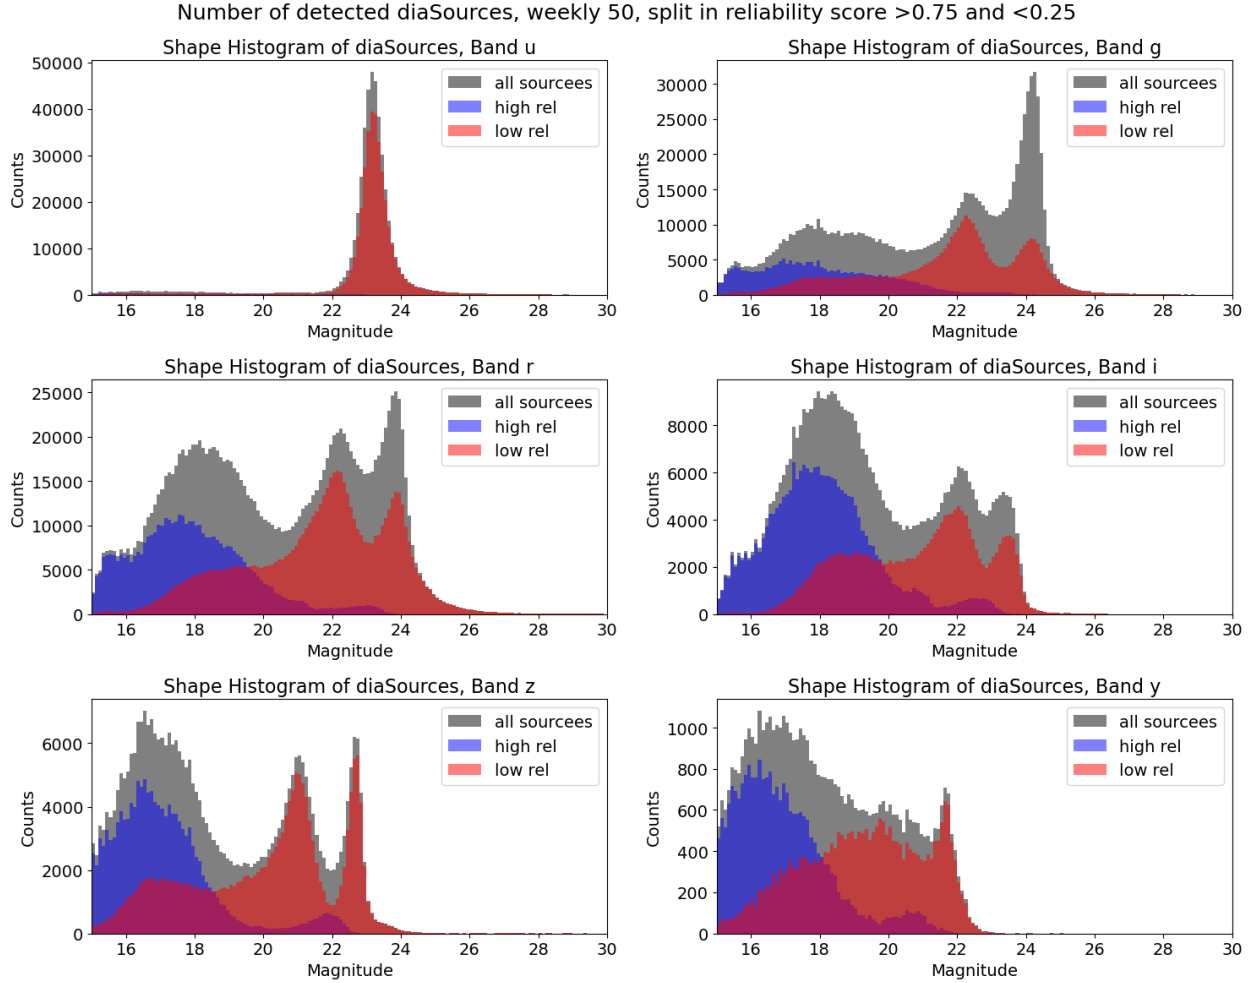 Number of detected diaSources, weekly 50, split in reliability score >0.75 and <0.25
Shape Histogram of diaSources, Band u
50000
40000
30000
20000
10000
0
Counts
16 18 20 22 24 26 28 30
Magnitude
all sourcees
high rel
low rel
Shape Histogram of diaSources, Band g
30000
25000
20000
15000
10000
5000
0
Counts
16 18 20 22 24 26 28 30
Magnitude
all sourcees
high rel
low rel
Shape Histogram of diaSources, Band r
25000
20000
15000
10000
5000
0
Counts
16 18 20 22 24 26 28 30
Magnitude
all sourcees
high rel
low rel
Shape Histogram of diaSources, Band i
8000
6000
4000
2000
0
Counts
16 18 20 22 24 26 28 30
Magnitude
all sourcees
high rel
low rel
Shape Histogram of diaSources, Band z
6000
4000
2000
0
Counts
16 18 20 22 24 26 28 30
Magnitude
all sourcees
high rel
low rel
Shape Histogram of diaSources, Band y
1000
800
600
400
200
0
Counts
16 18 20 22 24 26 28 30
Magnitude
all sourcees
high rel
low rel